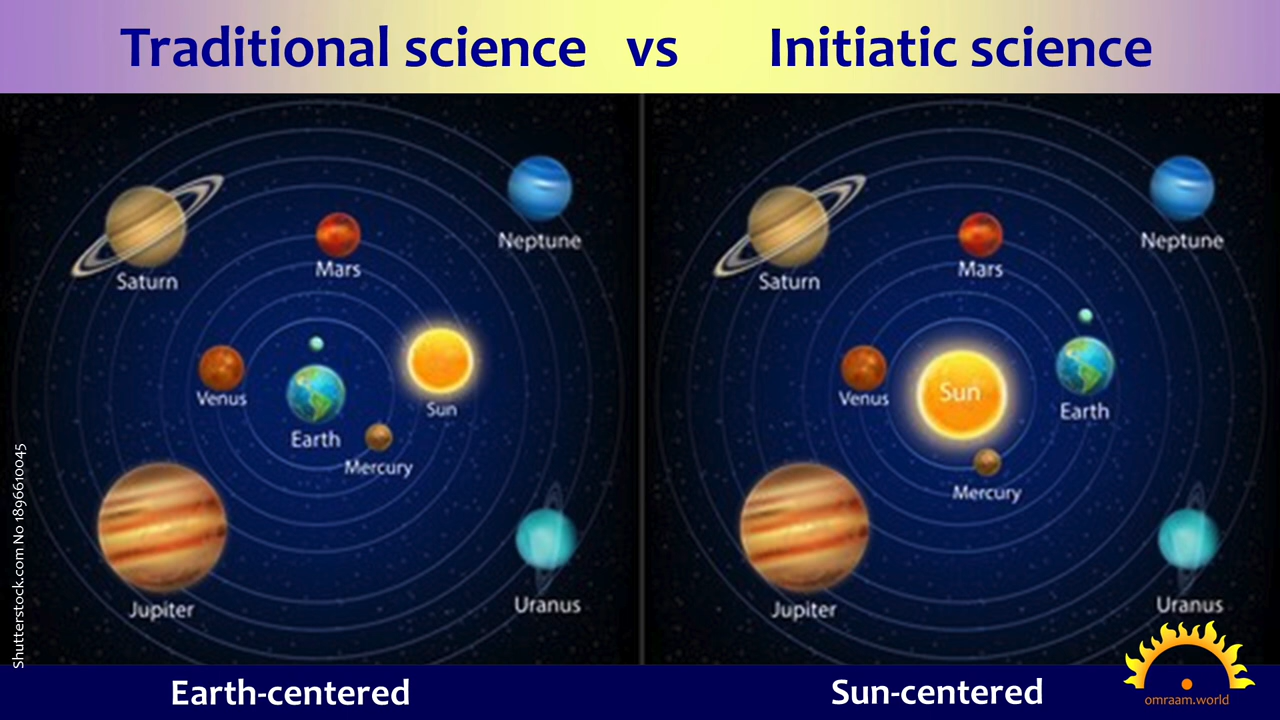 Traditional science vs Initiatic science
Saturn
Mars
Neptune
Venus
Earth
Sun
Mercury
Jupiter
Uranus
Saturn
Mars
Neptune
Venus
Sun
Earth
Mercury
Jupiter
Uranus
Shutterstock.com No 1896610045
Earth-centered
Sun-centered
omraam.world